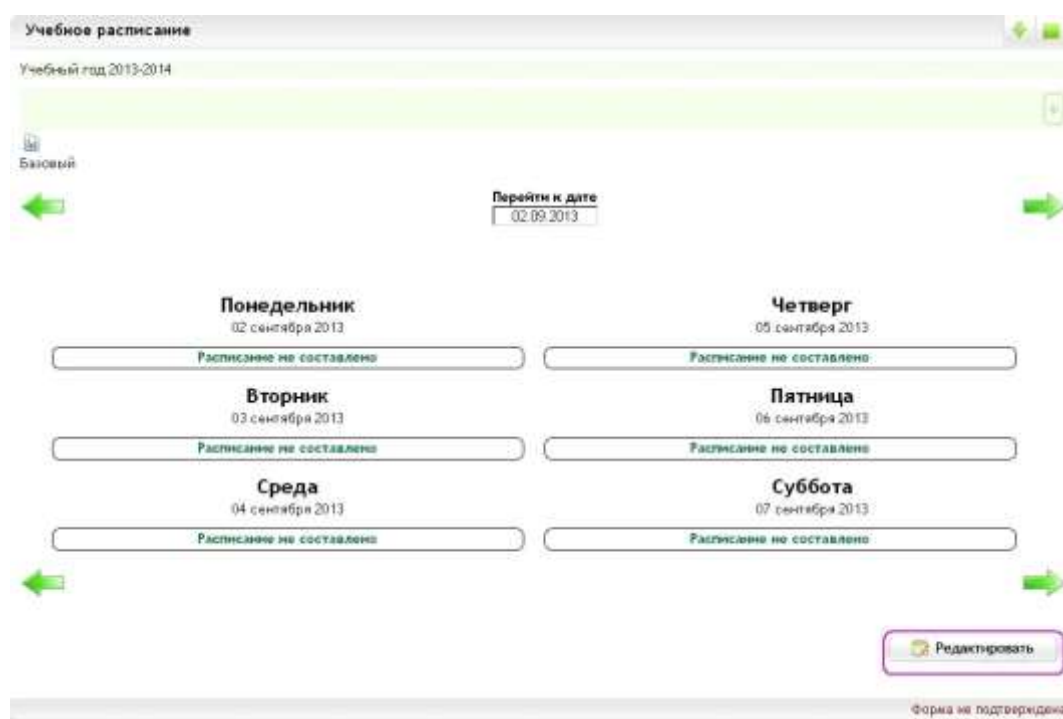 Учебное расписание
Учебный год 2013-2014
Базовый
Перейти к дате
02.09.2013
Понедельник
02 сентября 2013
Расписание не составлено
Вторник
03 сентября 2013
Расписание не составлено
Среда
04 сентября 2013
Расписание не составлено
Четверг
05 сентября 2013
Расписание не составлено
Пятница
06 сентября 2013
Расписание не составлено
Суббота
07 сентября 2013
Расписание не составлено
Редактировать
Форма не подтвержден